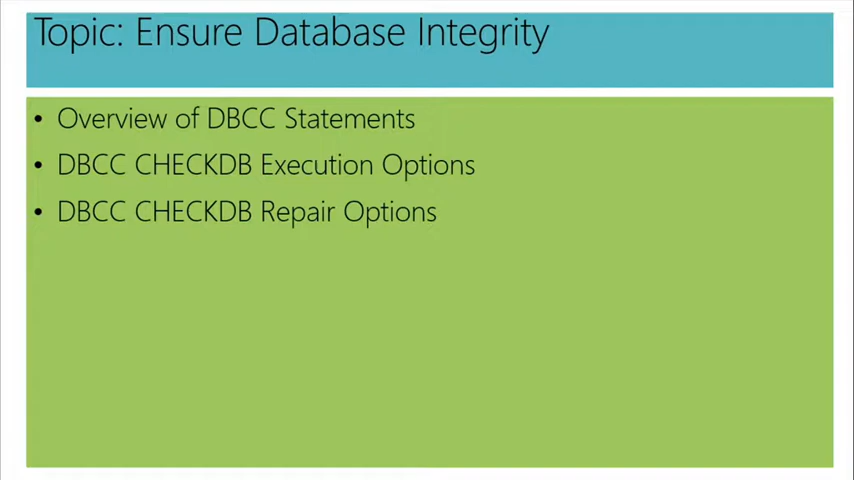 Topic: Ensure Database Integrity
• Overview of DBCC Statements
• DBCC CHECKDB Execution Options
• DBCC CHECKDB Repair Options